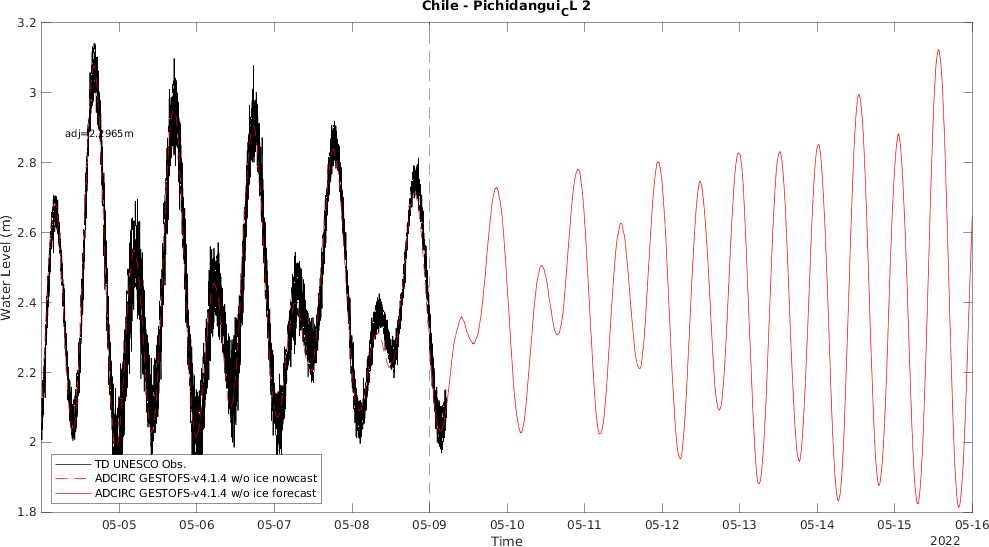 Chile - PichidanguiCL 2
3.2
3
2.8
2.6
2.4
2.2
2
1.8
Water Level (m)
adj=2.2965m
TD UNESCO Obs.
ADCIRC GESTOFS-v4.1.4 w/o ice nowcast
ADCIRC GESTOFS-v4.1.4 w/o ice forecast
05-05 05-06 05-07 05-08 05-09 05-10 05-11 05-12 05-13 05-14 05-15 05-16
Time
2022